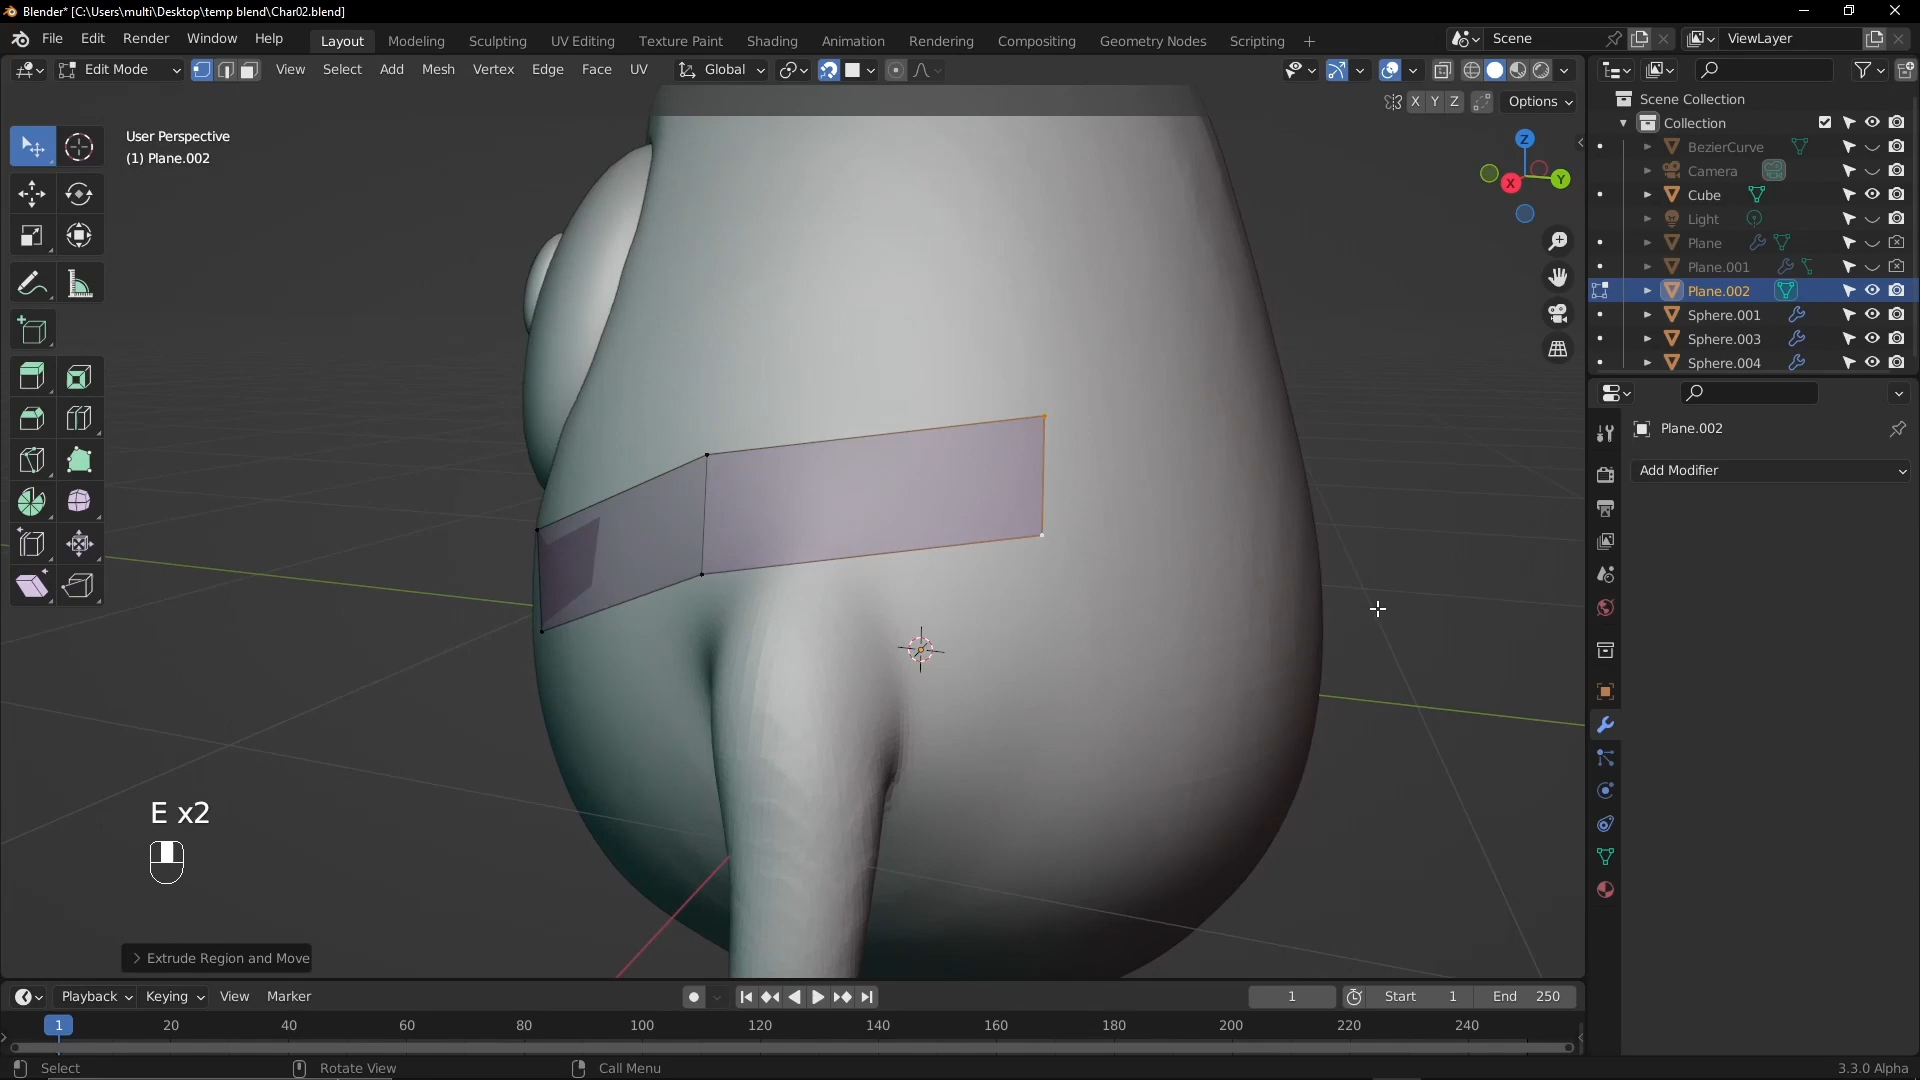 Blender* [C:\Users\multi\Desktop\temp blend\Char02.blend]
File Edit Render Window Help Layout Modeling Sculpting UV Editing Texture Paint Shading Animation Rendering Compositing Geometry Nodes Scripting + Scene ViewLayer
Edit Mode View Select Add Mesh Vertex Edge Face UV Global
X Y Z Options
User Perspective
(1) Plane.002
Z
X
Y
Scene Collection
Collection
BezierCurve
Camera
Cube
Light
Plane
Plane.001
Plane.002
Sphere.001
Sphere.003
Sphere.004
Plane.002
Add Modifier
E x2
Extrude Region and Move
Playback Keying View Marker 1 Start 1 End 250
1 20 40 60 80 100 120 140 160 180 200 220 240
Select Rotate View Call Menu 3.3.0 Alpha